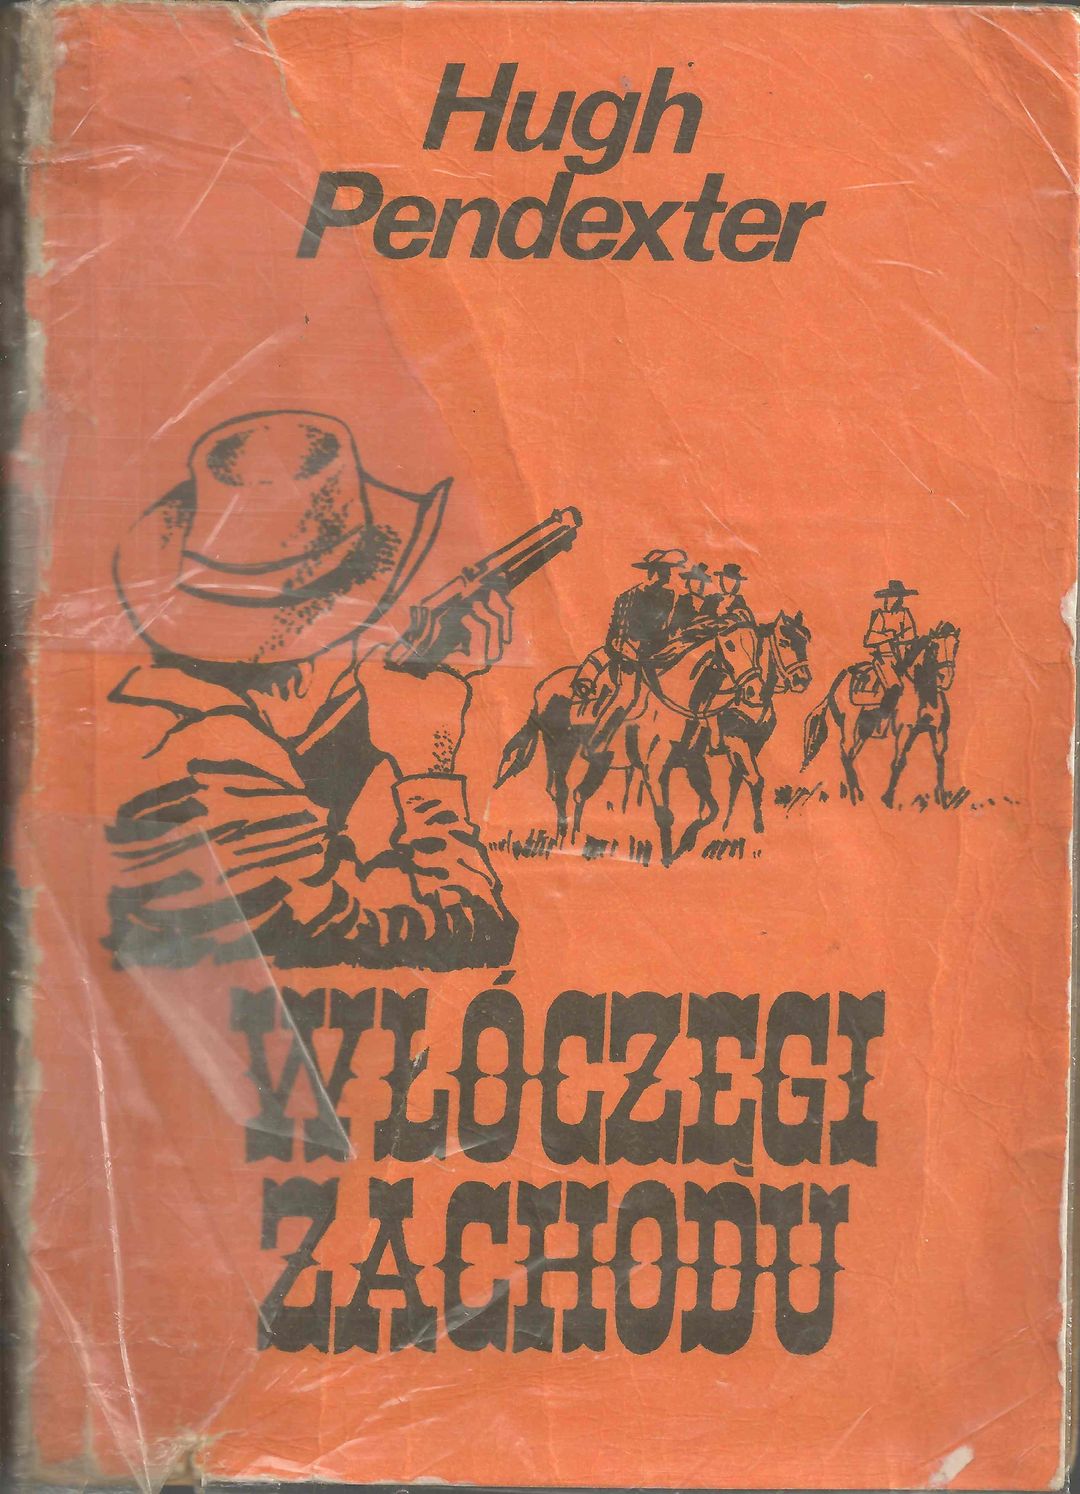 Hugh
Pendexter
WŁÓCZĘGI
ZACHODU